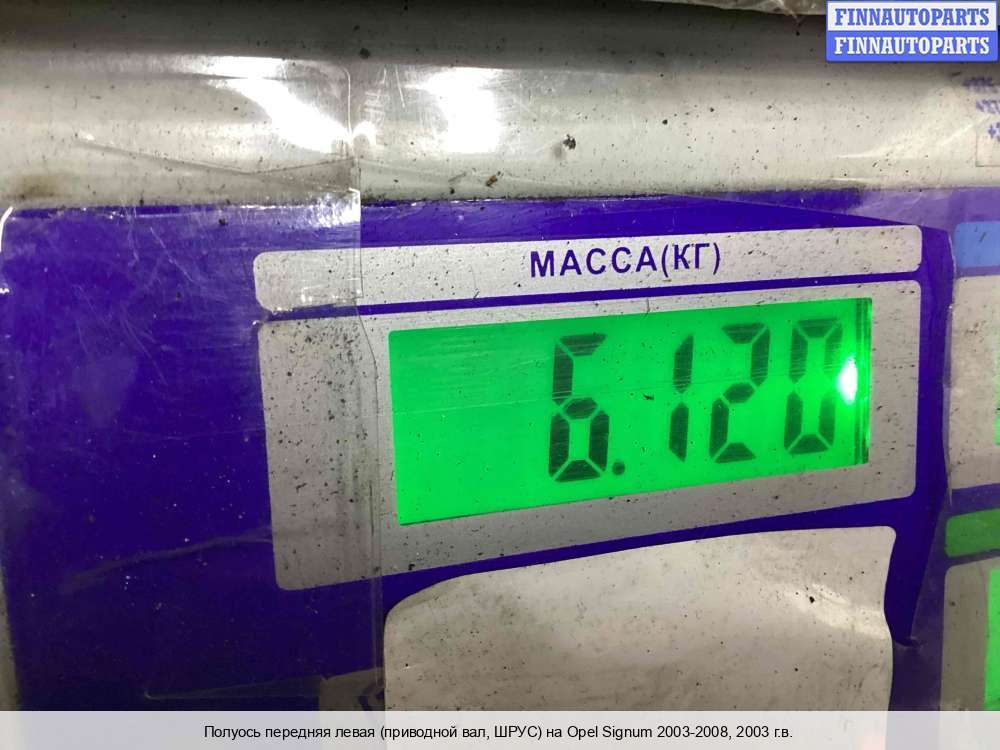 FINNAUTOPARTS
FINNAUTOPARTS
МАССА(КГ)
6.120
Полуось передняя левая (приводной вал, ШРУС) на Opel Signum 2003-2008, 2003 г.в.